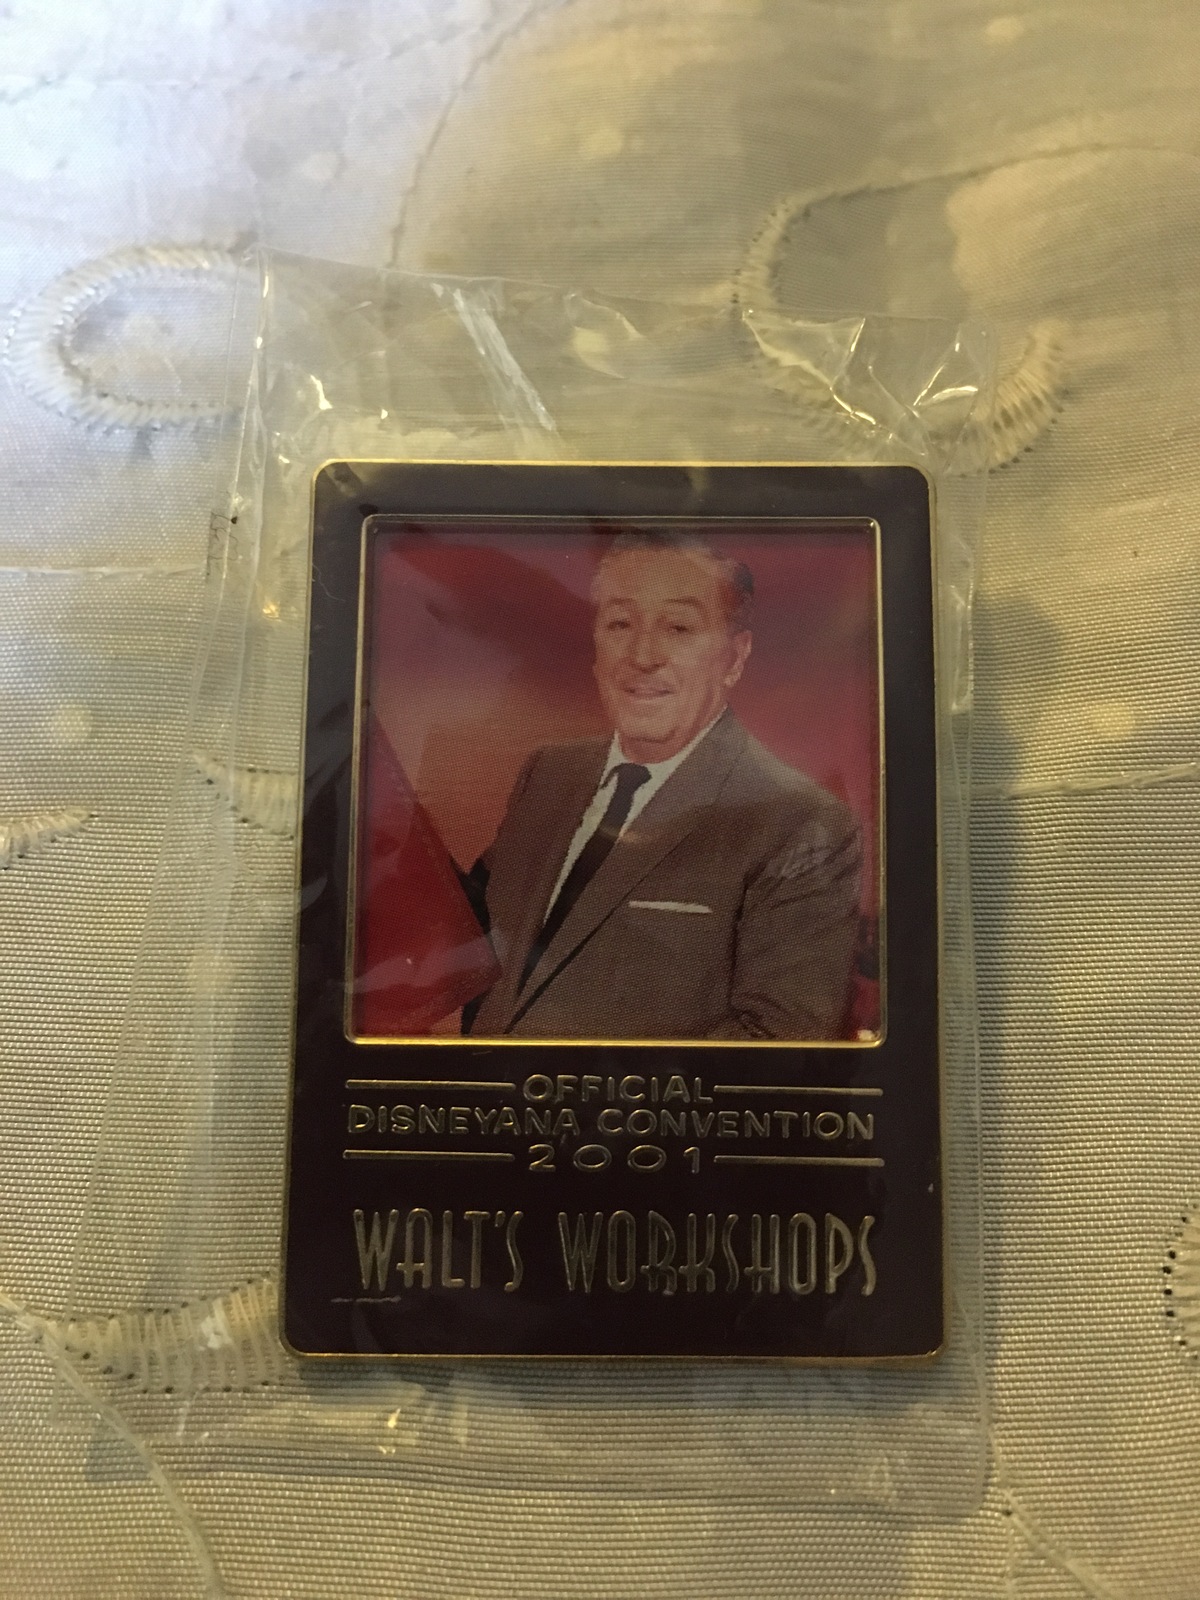 OFFICIAL
DISNEYANA CONVENTION
2001
WALT'S WORKSHOPS